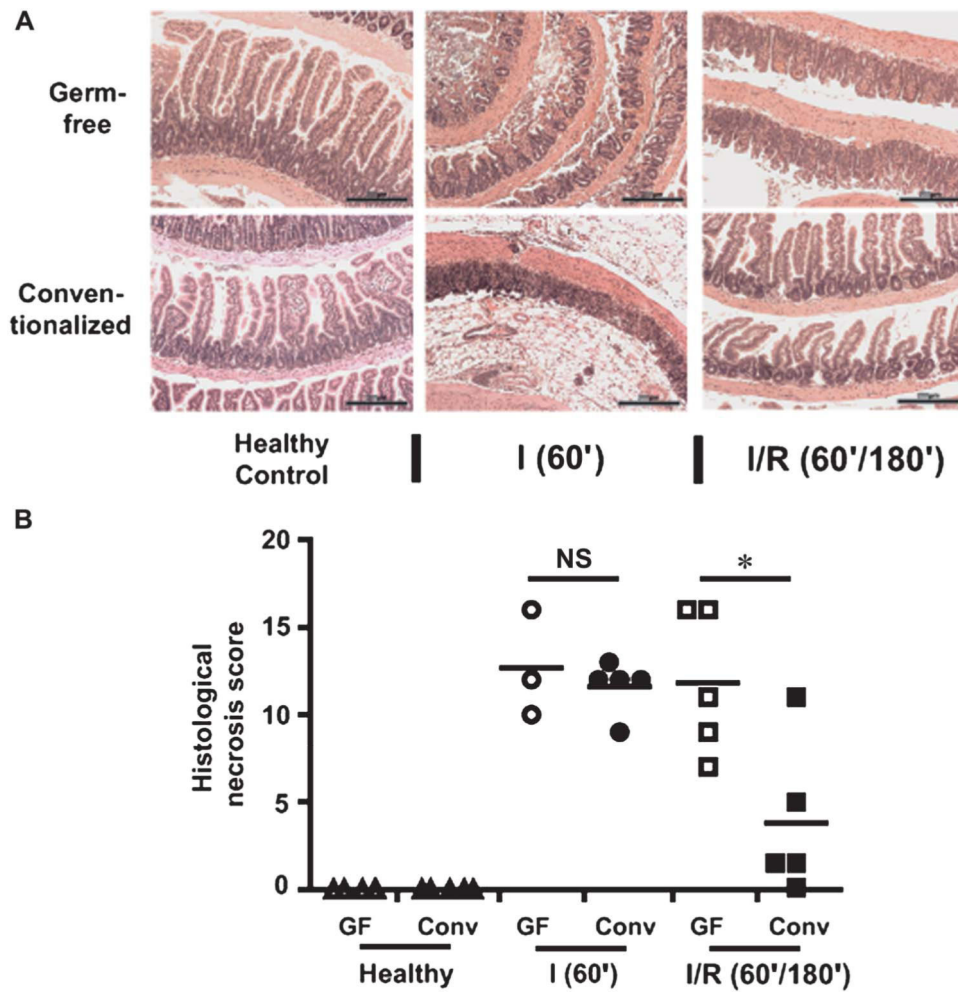 A
Germ-
free
Conven-
tionalized
Healthy
Control
I (60')
I/R (60'/180')
B
Histological
necrosis score
20
15
10
5
0
NS
*
GF
Conv
GF
Conv
GF
Conv
Healthy
I (60')
I/R (60'/180')